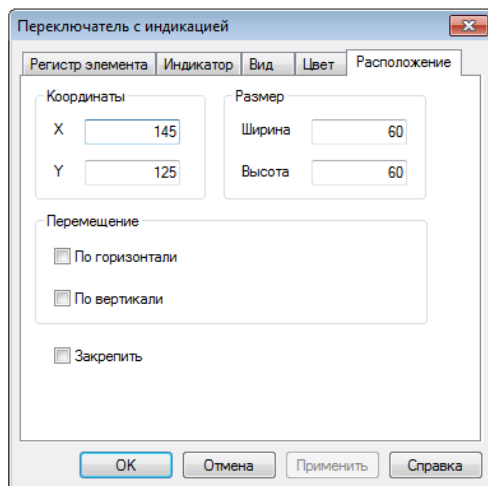 Переключатель с индикацией
Регистр элемента Индикатор Вид Цвет Расположение
Координаты Размер
X 145 Ширина 60
Y 125 Высота 60
Перемещение
По горизонтали
По вертикали
Закрепить
OK Отмена Применить Справка